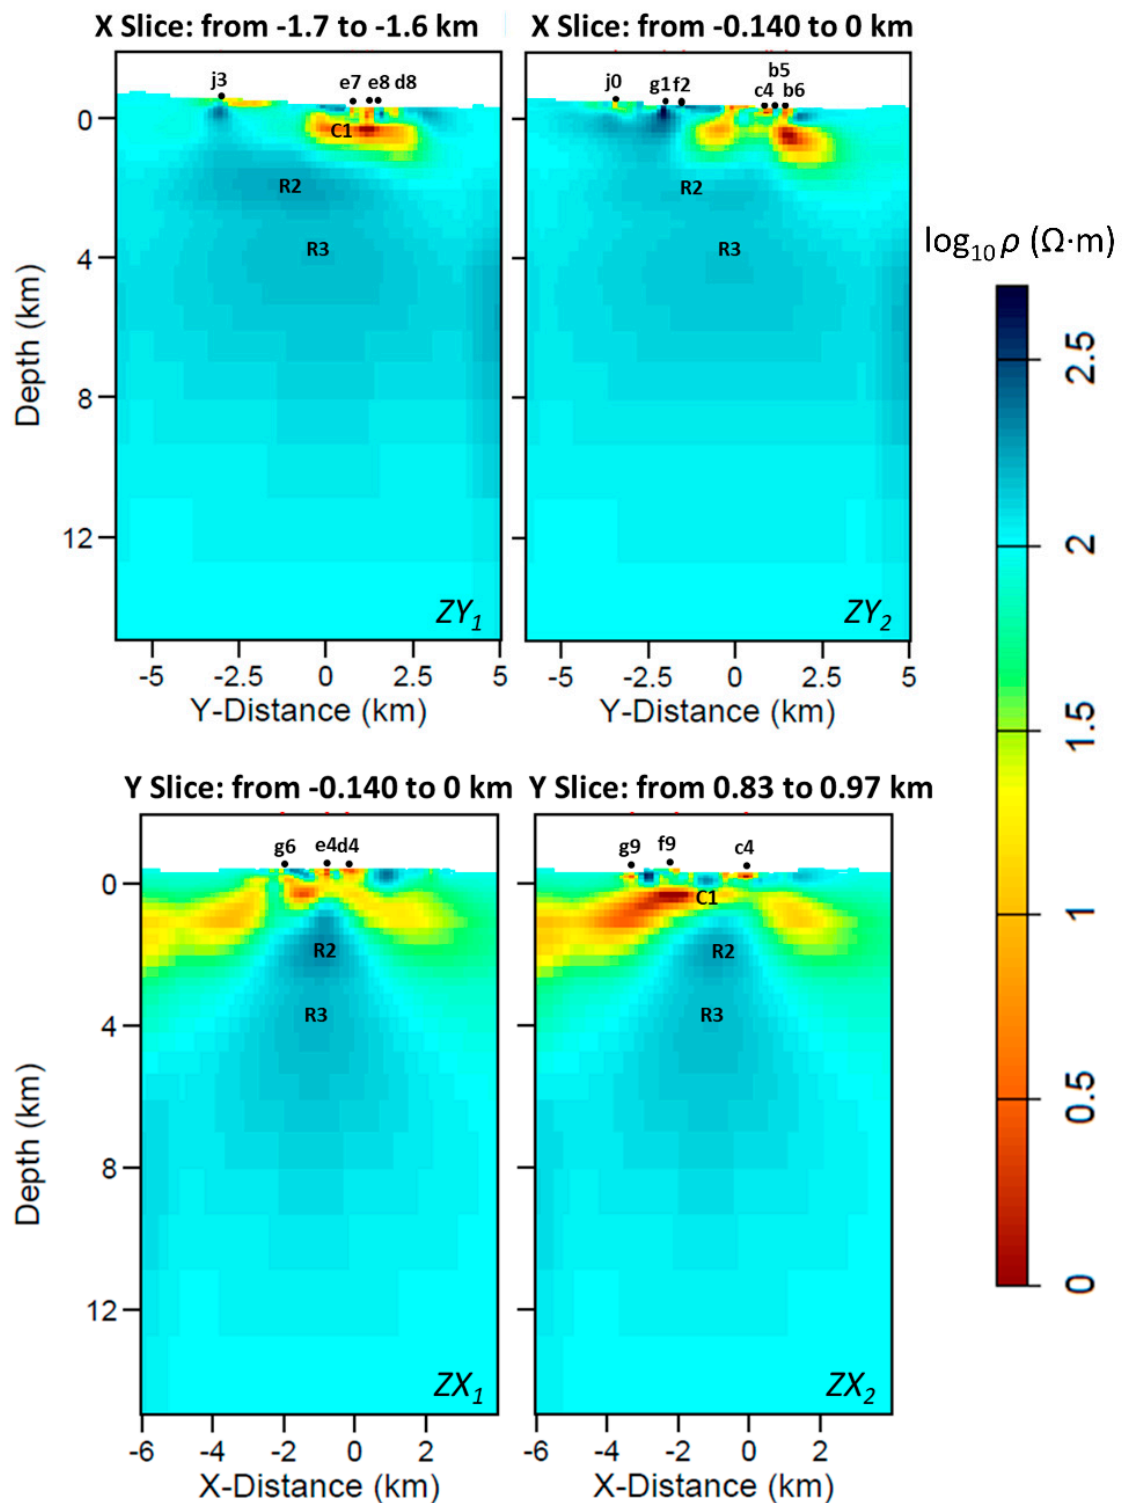 X Slice: from -1.7 to -1.6 km
X Slice: from -0.140 to 0 km
j3
e7
e8
d8
j0
g1
f2
b5
c4
b6
0
4
8
12
Depth (km)
C1
R2
R3
ZY1
R2
R3
ZY2
-5
-2.5
0
2.5
5
Y-Distance (km)
-5
-2.5
0
2.5
5
Y-Distance (km)
log10 ρ (Ω·m)
2.5
2
1.5
1
0.5
0
Y Slice: from -0.140 to 0 km
Y Slice: from 0.83 to 0.97 km
g6
e4
d4
g9
f9
c4
0
4
8
12
Depth (km)
R2
R3
ZX1
C1
R2
R3
ZX2
-6
-4
-2
0
2
X-Distance (km)
-6
-4
-2
0
2
X-Distance (km)